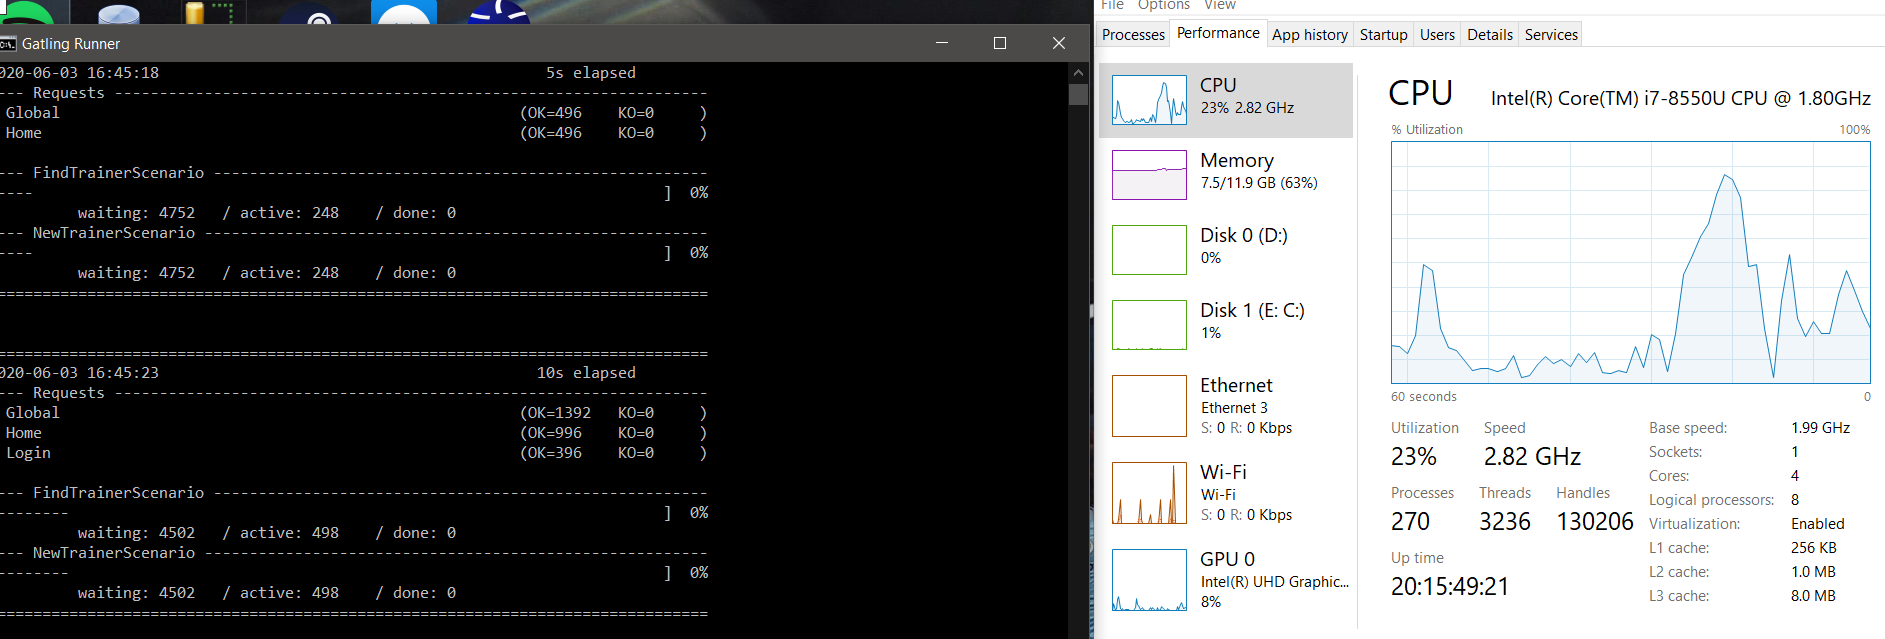 Gatling Runner
020-06-03 16:45:18 5s elapsed
--- Requests ------------------------------------------------------------------
Global (OK=496 KO=0 )
Home (OK=496 KO=0 )
--- FindTrainerScenario -------------------------------------------------------
---- ] 0%
waiting: 4752 / active: 248 / done: 0
--- NewTrainerScenario --------------------------------------------------------
---- ] 0%
waiting: 4752 / active: 248 / done: 0
===============================================================================
===============================================================================
020-06-03 16:45:23 10s elapsed
--- Requests ------------------------------------------------------------------
Global (OK=1392 KO=0 )
Home (OK=996 KO=0 )
Login (OK=396 KO=0 )
--- FindTrainerScenario -------------------------------------------------------
-------- ] 0%
waiting: 4502 / active: 498 / done: 0
--- NewTrainerScenario --------------------------------------------------------
-------- ] 0%
waiting: 4502 / active: 498 / done: 0
===============================================================================
File Options View
Processes Performance App history Startup Users Details Services
CPU
23% 2.82 GHz
Memory
7.5/11.9 GB (63%)
Disk 0 (D:)
0%
Disk 1 (E: C:)
1%
Ethernet
Ethernet 3
S: 0 R: 0 Kbps
Wi-Fi
Wi-Fi
S: 0 R: 0 Kbps
GPU 0
Intel(R) UHD Graphic...
8%
CPU Intel(R) Core(TM) i7-8550U CPU @ 1.80GHz
% Utilization 100%
60 seconds 0
Utilization Speed
23% 2.82 GHz
Processes Threads Handles
270 3236 130206
Up time
20:15:49:21
Base speed: 1.99 GHz
Sockets: 1
Cores: 4
Logical processors: 8
Virtualization: Enabled
L1 cache: 256 KB
L2 cache: 1.0 MB
L3 cache: 8.0 MB